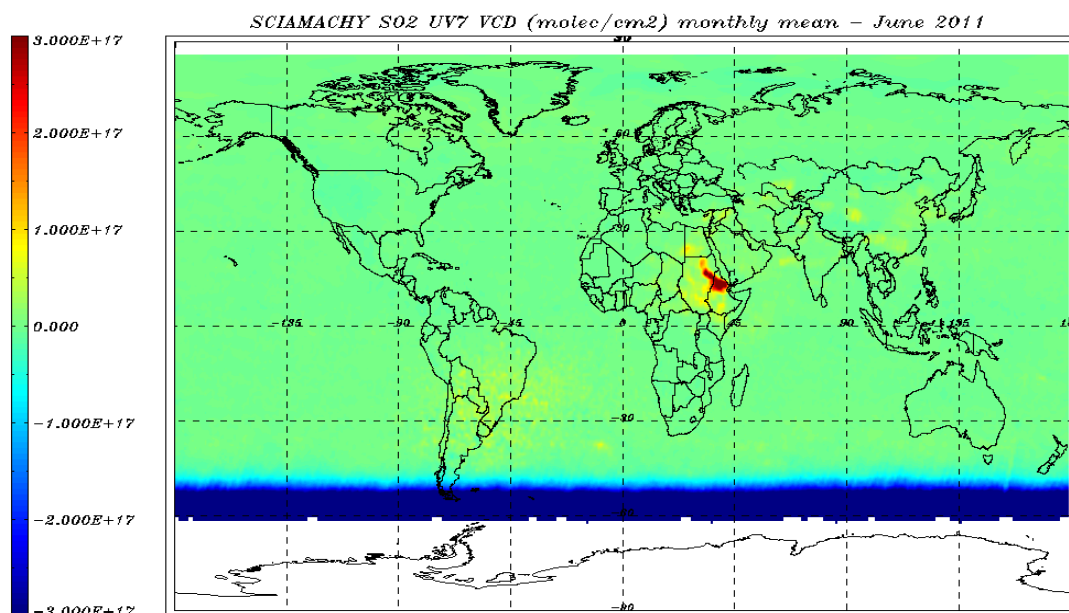 SCIAMACHY SO2 UV7 VCD (molec/cm2) monthly mean – June 2011
3.000E+17
2.000E+17
1.000E+17
0.000
−1.000E+17
−2.000E+17
−3.000E+17
90
60
30
−135
−90
−45
0
45
90
135
−30
−60
−90